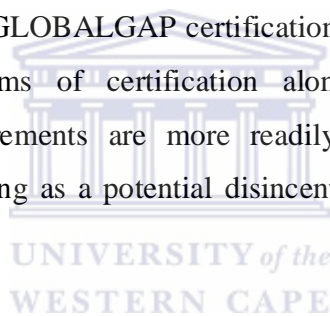 GLOBALGAP certification
ms of certification alon
rements are more readily
ng as a potential disincent
UNIVERSITY of the
WESTERN CAPE